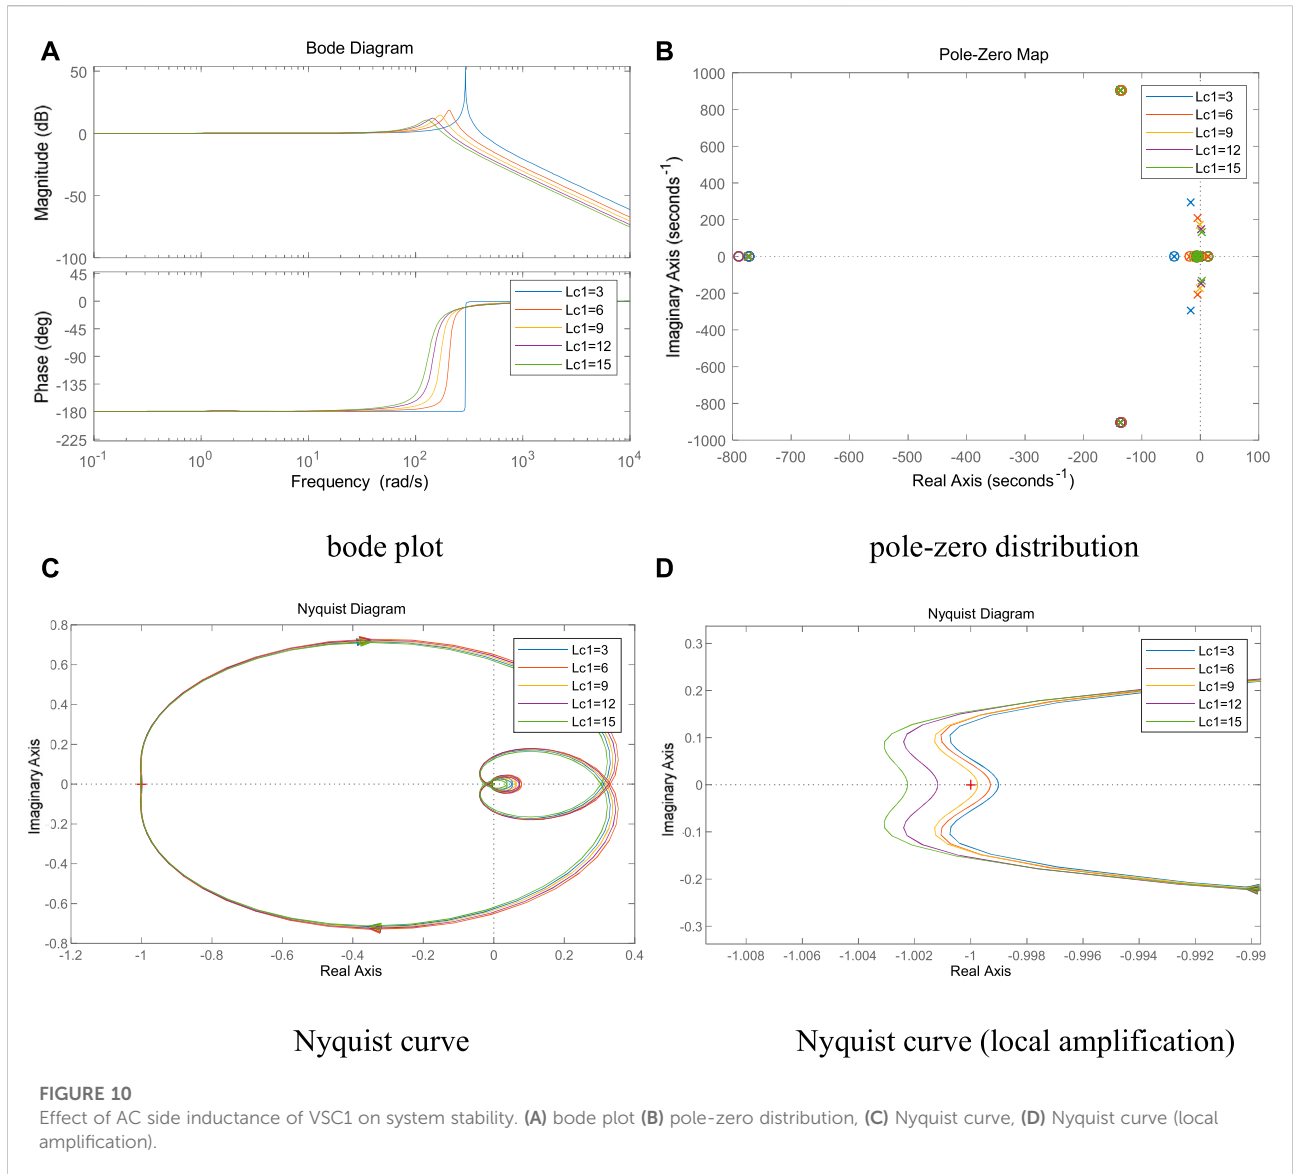 A
Bode Diagram
Magnitude (dB)
50
0
-50
-100
Phase (deg)
45
0
-45
-90
-135
-180
-225
Lc1=3
Lc1=6
Lc1=9
Lc1=12
Lc1=15
10-1 100 101 102 103 104
Frequency (rad/s)
bode plot
B
Pole-Zero Map
Imaginary Axis (seconds-1)
1000
800
600
400
200
0
-200
-400
-600
-800
-1000
Lc1=3
Lc1=6
Lc1=9
Lc1=12
Lc1=15
-800 -700 -600 -500 -400 -300 -200 -100 0 100
Real Axis (seconds-1)
pole-zero distribution
C
Nyquist Diagram
Imaginary Axis
0.8
0.6
0.4
0.2
0
0.2
-0.4
-0.6
-0.8
Lc1=3
Lc1=6
Lc1=9
Lc1=12
Lc1=15
-1.2 -1 -0.8 -0.6 -0.4 -0.2 0 0.2 0.4
Real Axis
Nyquist curve
D
Nyquist Diagram
Imaginary Axis
0.3
0.2
0.1
0
-0.1
-0.2
-0.3
Lc1=3
Lc1=6
Lc1=9
Lc1=12
Lc1=15
-1.008 -1.006 -1.004 -1.002 -1 -0.998 -0.996 -0.994 -0.992 -0.99
Real Axis
Nyquist curve (local amplification)
FIGURE 10
Effect of AC side inductance of VSC1 on system stability. (A) bode plot (B) pole-zero distribution, (C) Nyquist curve, (D) Nyquist curve (local
amplification).